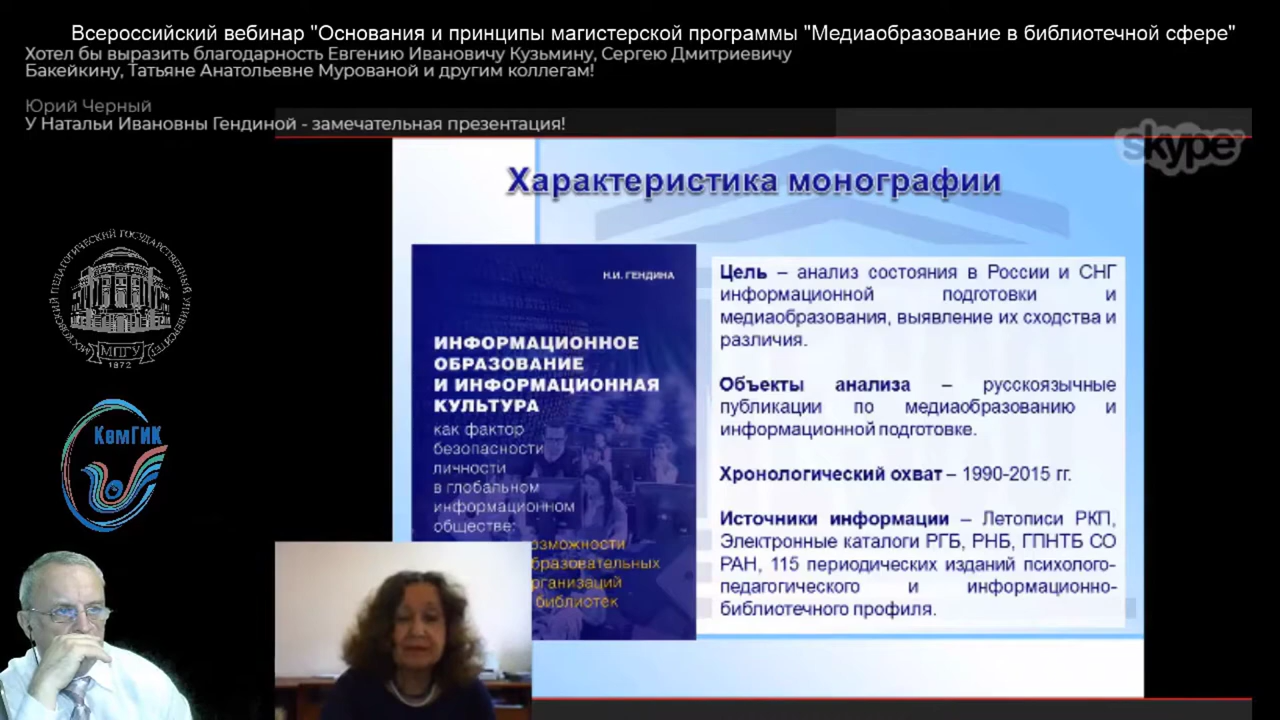 Всероссийский вебинар "Основания и принципы магистерской программы "Медиаобразование в библиотечной сфере"
Хотел бы выразить благодарность Евгению Ивановичу Кузьмину, Сергею Дмитриевичу
Бакейкину, Татьяне Анатольевне Мурованой и другим коллегам!
Юрий Черный
У Натальи Ивановны Гендиной - замечательная презентация!
skype™
Характеристика монографии
МОСКОВСКИЙ ПЕДАГОГИЧЕСКИЙ ГОСУДАРСТВЕННЫЙ УНИВЕРСИТЕТ
МПГУ
1872
КемГИК
Н.И. ГЕНДИНА
ИНФОРМАЦИОННОЕ
ОБРАЗОВАНИЕ
И ИНФОРМАЦИОННАЯ
КУЛЬТУРА
как фактор
безопасности
личности
в глобальном
информационном
обществе:
озможности
бразовательных
рганизаций
библиотек
Цель – анализ состояния в России и СНГ
информационной подготовки и
медиаобразования, выявление их сходства и
различия.
Объекты анализа – русскоязычные
публикации по медиаобразованию и
информационной подготовке.
Хронологический охват – 1990-2015 гг.
Источники информации – Летописи РКП,
Электронные каталоги РГБ, РНБ, ГПНТБ СО
РАН, 115 периодических изданий психолого-
педагогического и информационно-
библиотечного профиля.